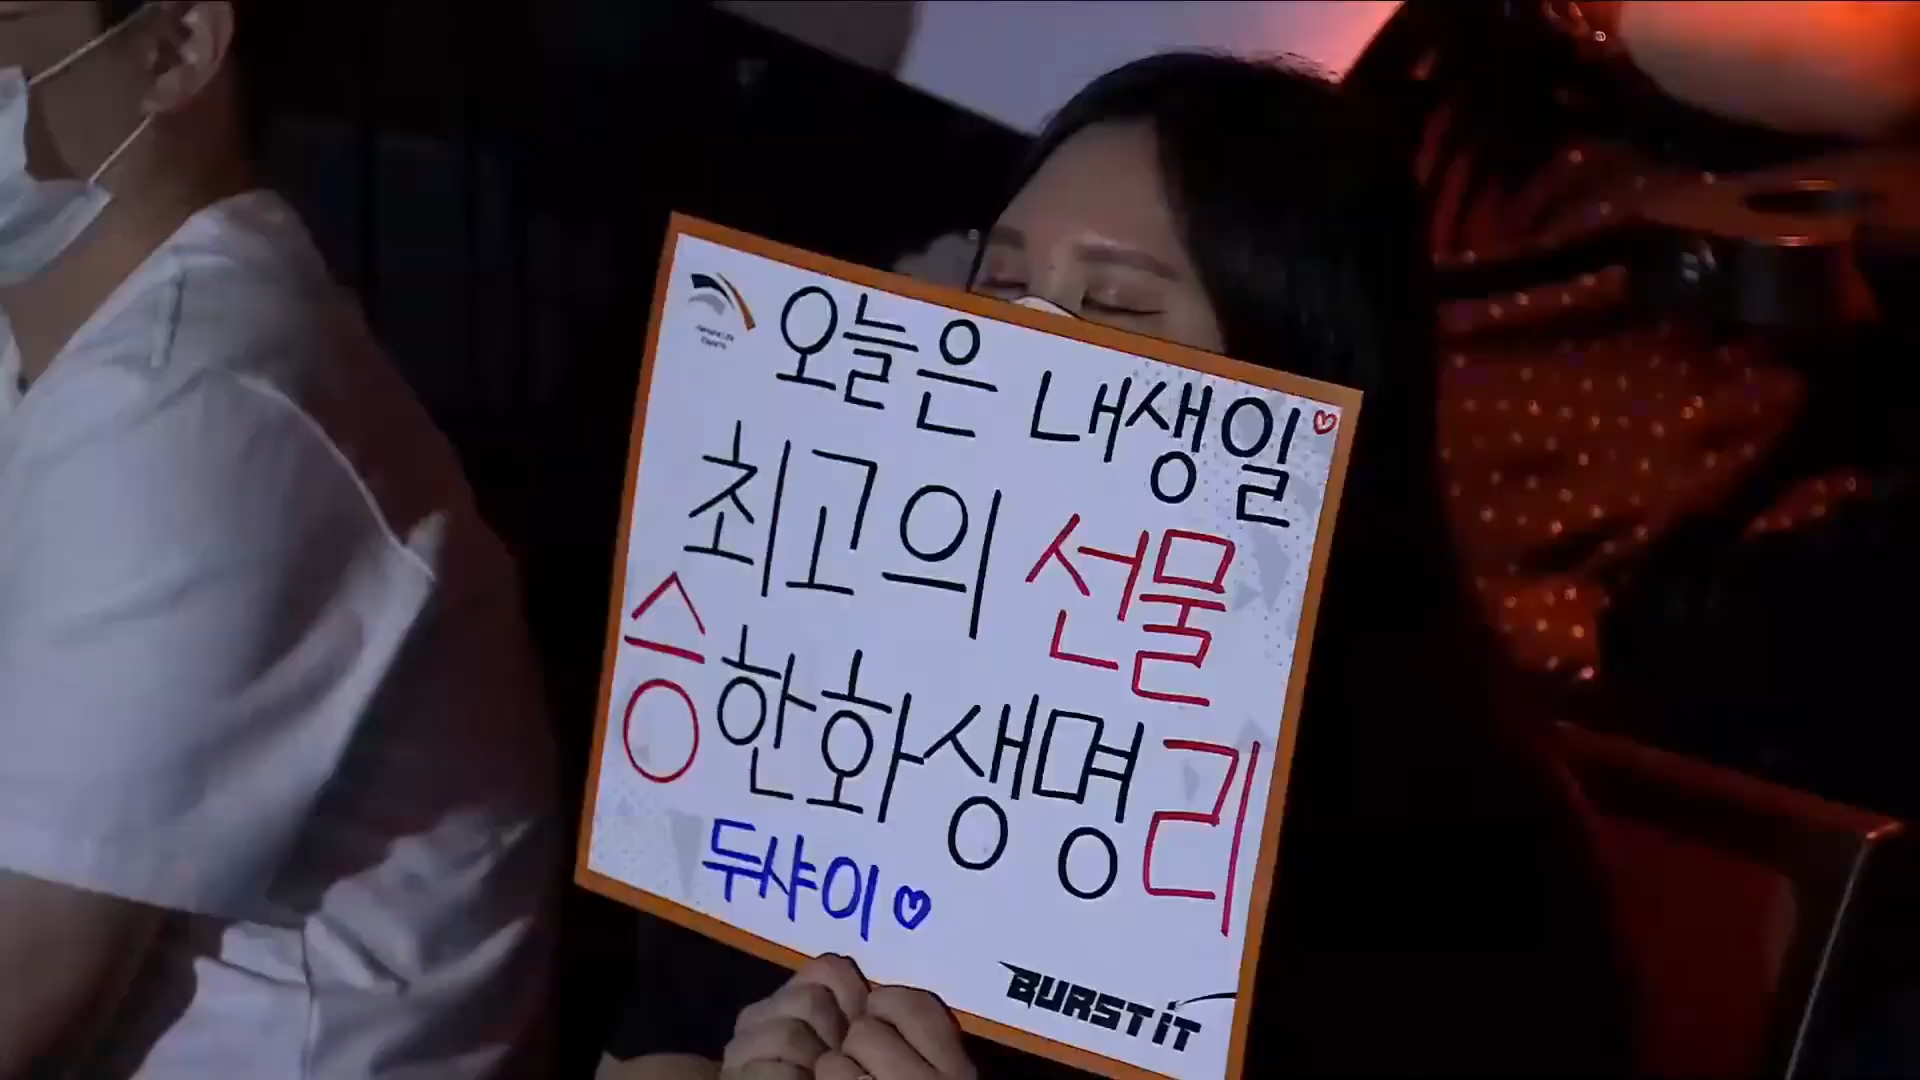 오늘은 내생일♡
최고의 선물
승한화생명리
두샤이♡
BURST iT